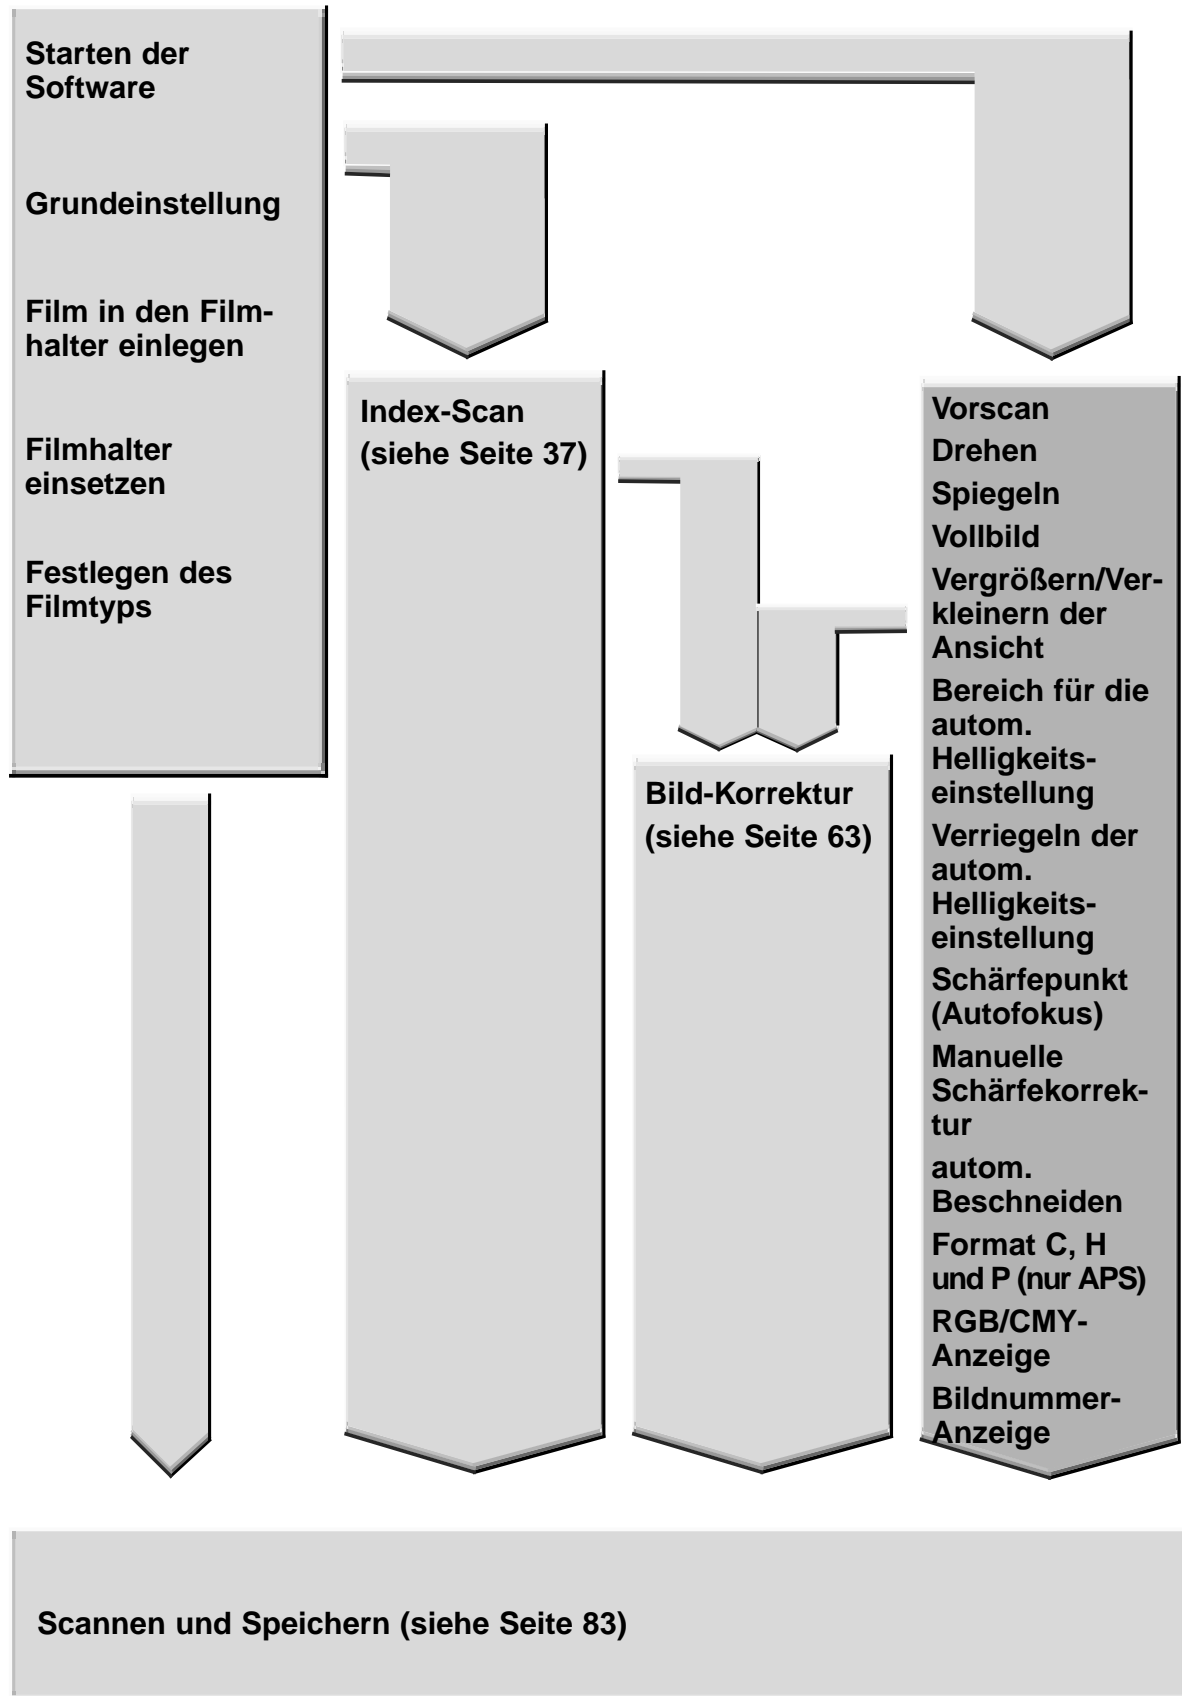 Starten der
Software
Grundeinstellung
Film in den Film-
halter einlegen
Filmhalter
einsetzen
Festlegen des
Filmtyps
Index-Scan
(siehe Seite 37)
Bild-Korrektur
(siehe Seite 63)
Vorscan
Drehen
Spiegeln
Vollbild
Vergrößern/Ver-
kleinern der
Ansicht
Bereich für die
autom.
Helligkeits-
einstellung
Verriegeln der
autom.
Helligkeits-
einstellung
Schärfepunkt
(Autofokus)
Manuelle
Schärfekorrek-
tur
autom.
Beschneiden
Format C, H
und P (nur APS)
RGB/CMY-
Anzeige
Bildnummer-
Anzeige
Scannen und Speichern (siehe Seite 83)